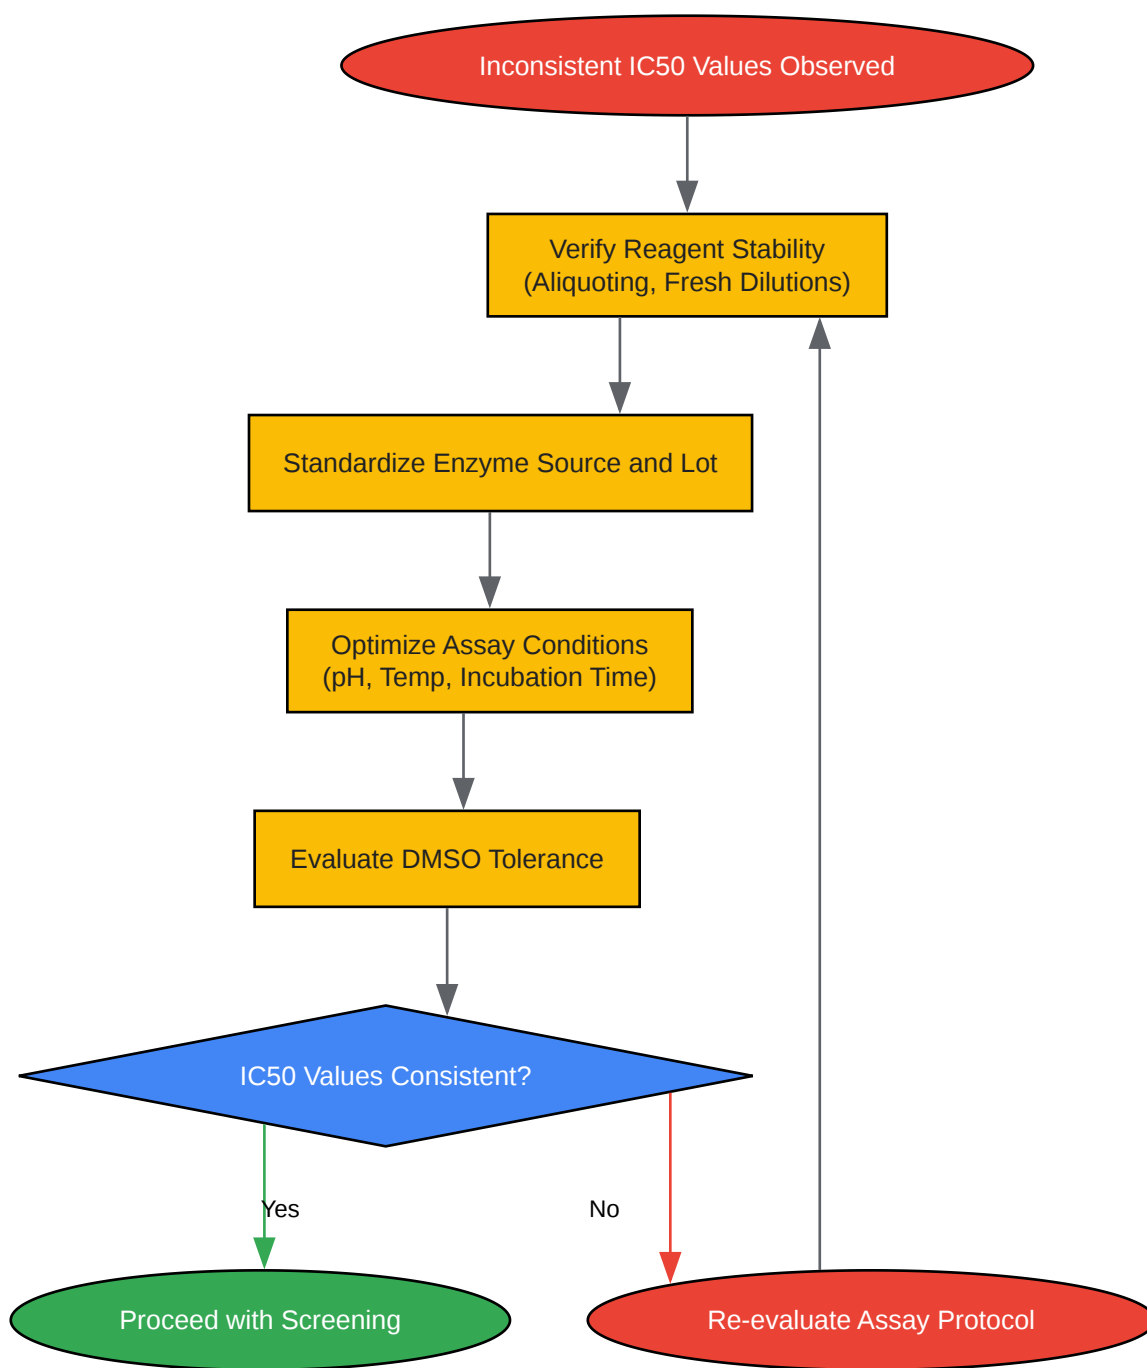 Inconsistent IC50 Values Observed
Verify Reagent Stability
(Aliquoting, Fresh Dilutions)
Standardize Enzyme Source and Lot
Optimize Assay Conditions
(pH, Temp, Incubation Time)
Evaluate DMSO Tolerance
IC50 Values Consistent?
Yes
No
Proceed with Screening
Re-evaluate Assay Protocol